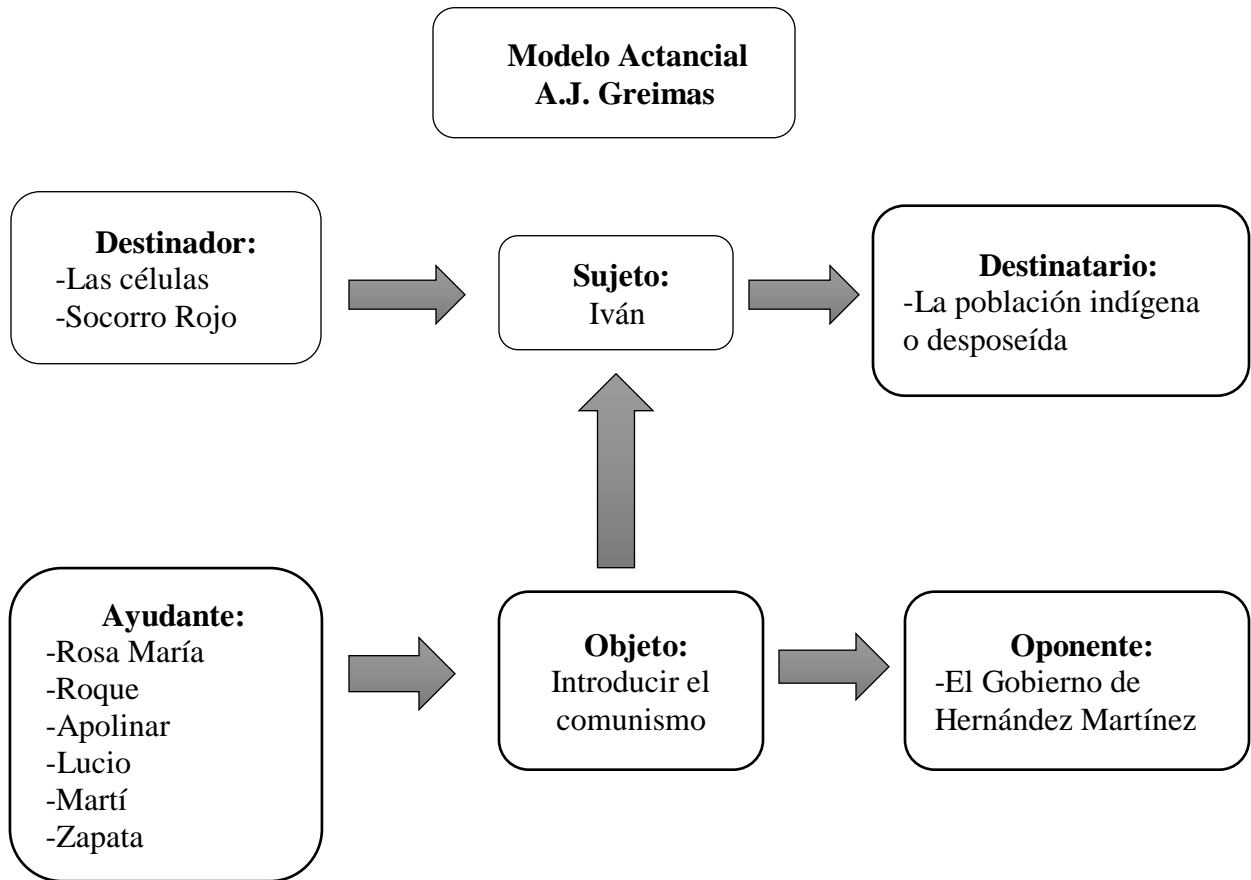 Modelo Actancial
A.J. Greimas
Destinador:
-Las células
-Socorro Rojo
Sujeto:
Iván
Destinatario:
-La población indígena
o desposeída
Ayudante:
-Rosa María
-Roque
-Apolinar
-Lucio
-Martí
-Zapata
Objeto:
Introducir el
comunismo
Oponente:
-El Gobierno de
Hernández Martínez